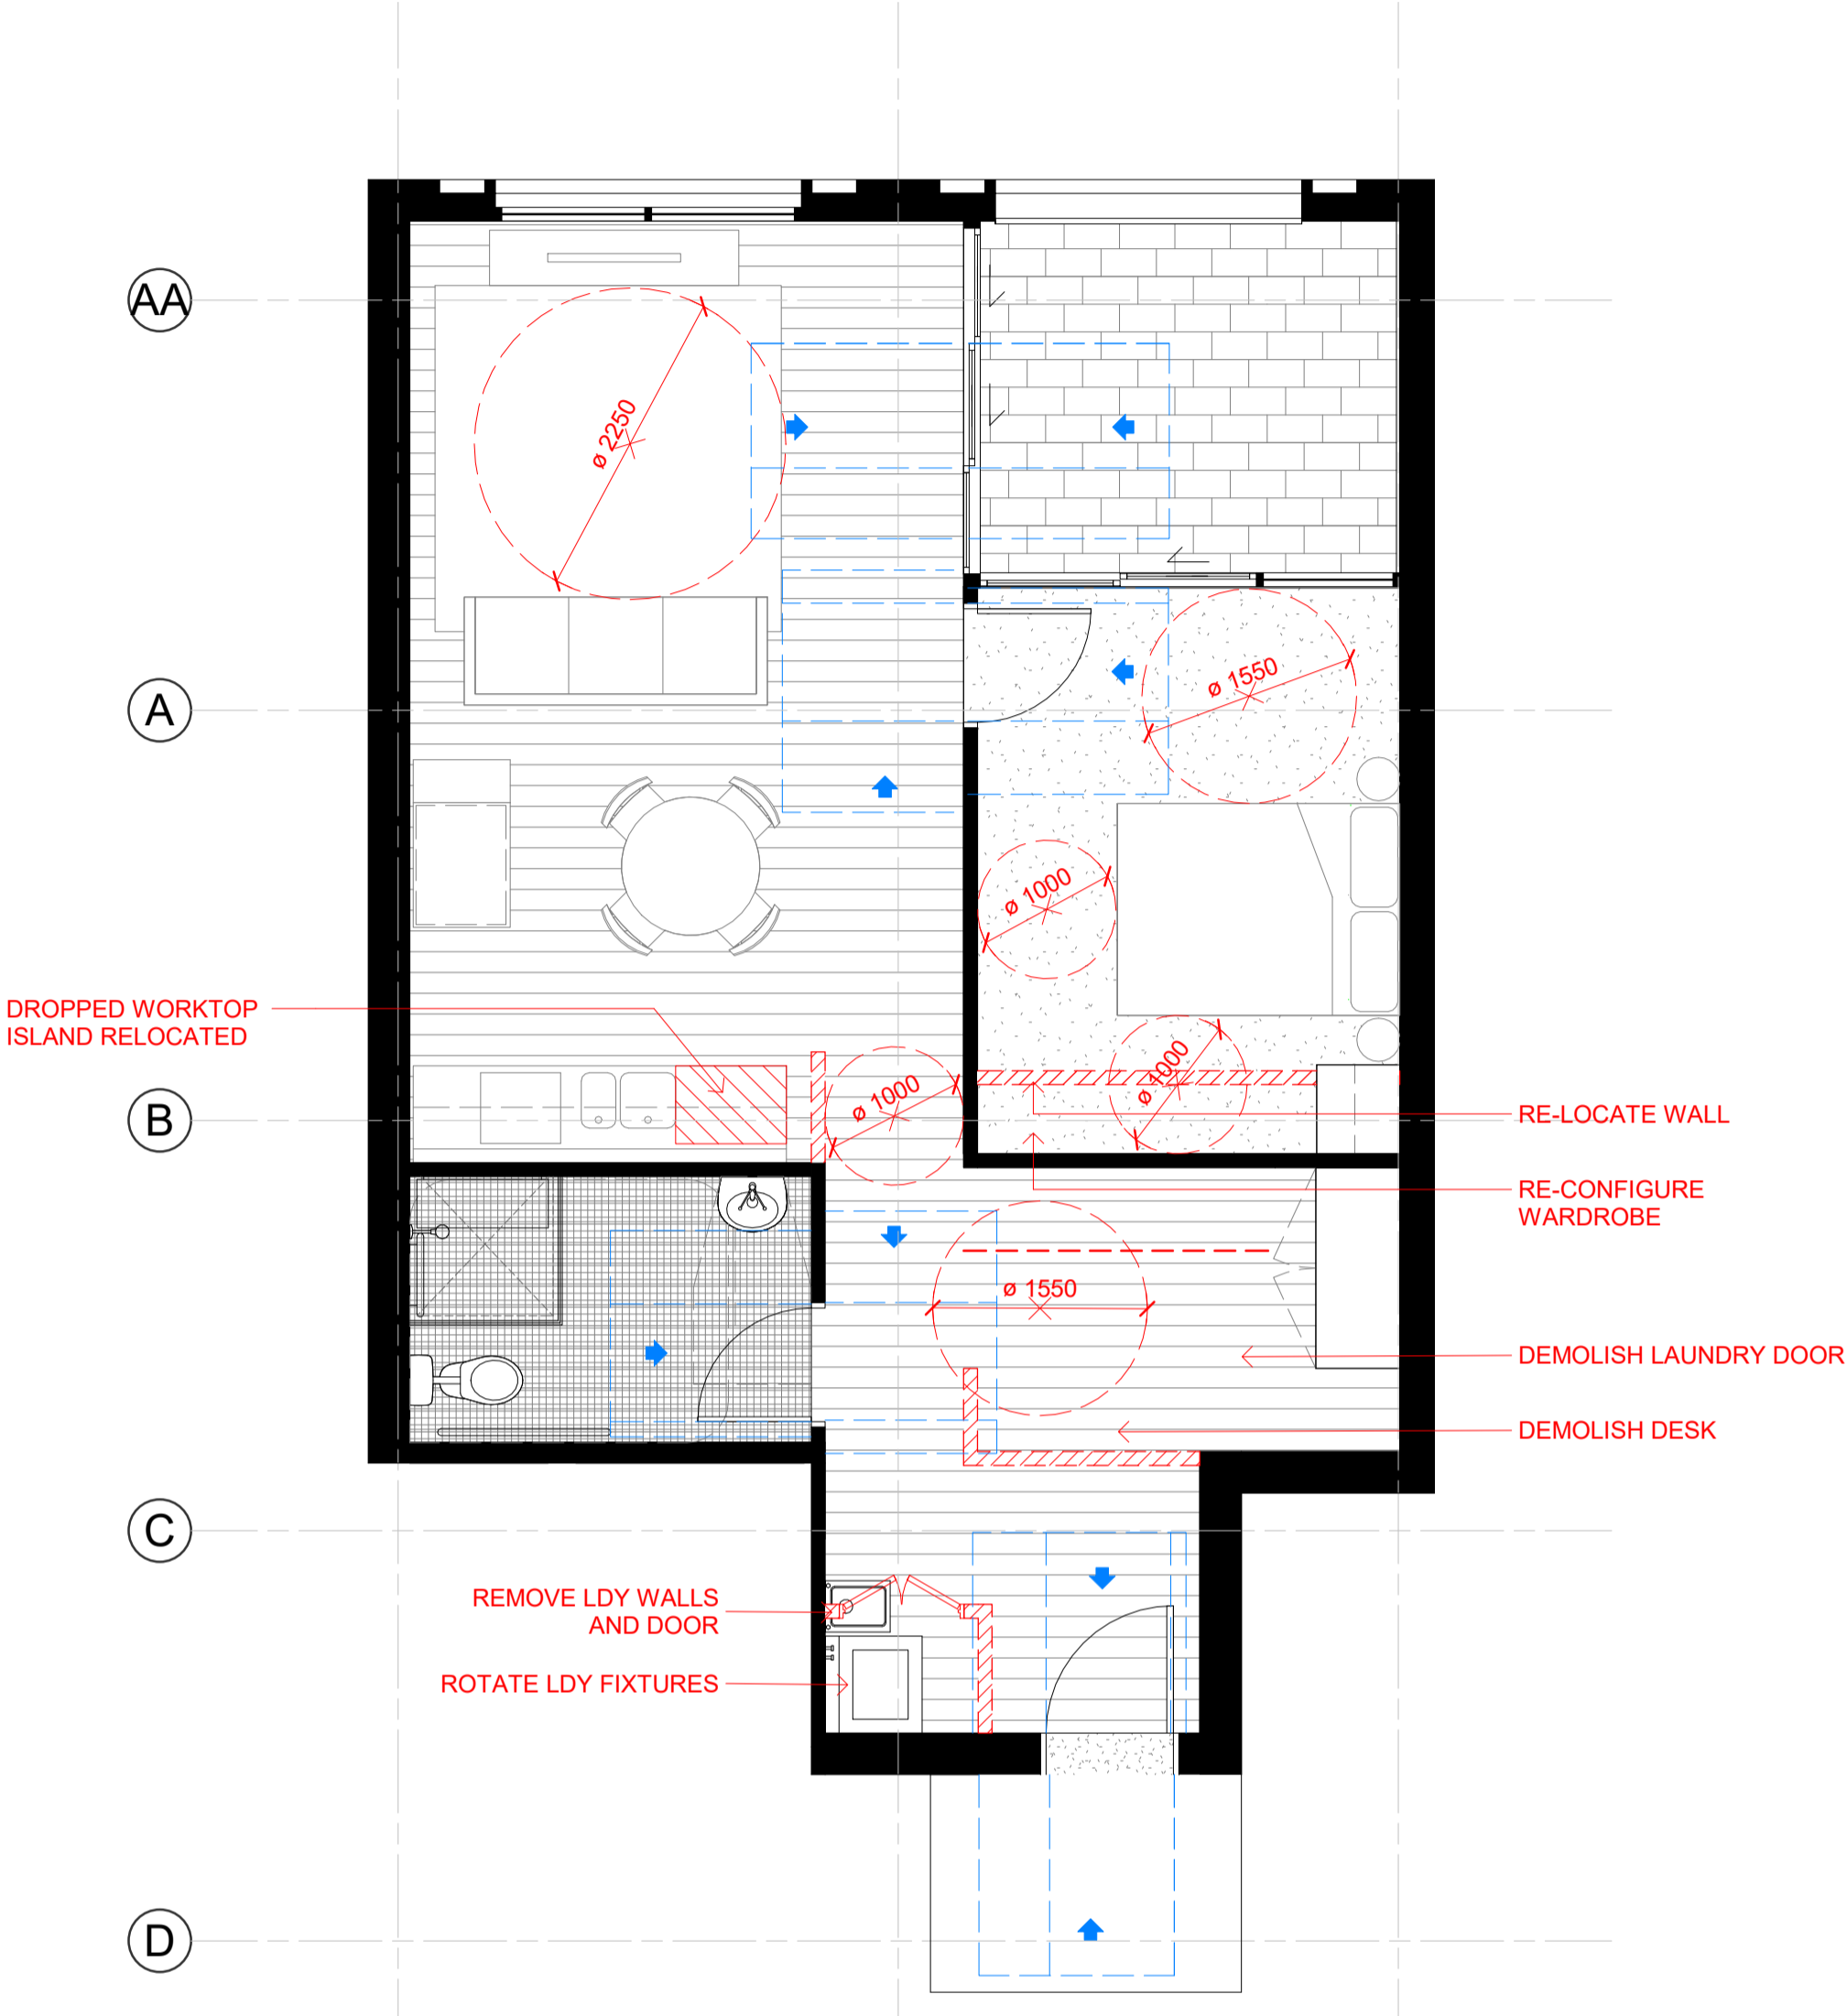 AA
ø 2250
A
ø 1550
ø 1000
DROPPED WORKTOP
ISLAND RELOCATED
ø 1000
ø 1000
B
RE-LOCATE WALL
RE-CONFIGURE
WARDROBE
ø 1550
DEMOLISH LAUNDRY DOOR
DEMOLISH DESK
C
REMOVE LDY WALLS
AND DOOR
ROTATE LDY FIXTURES
D